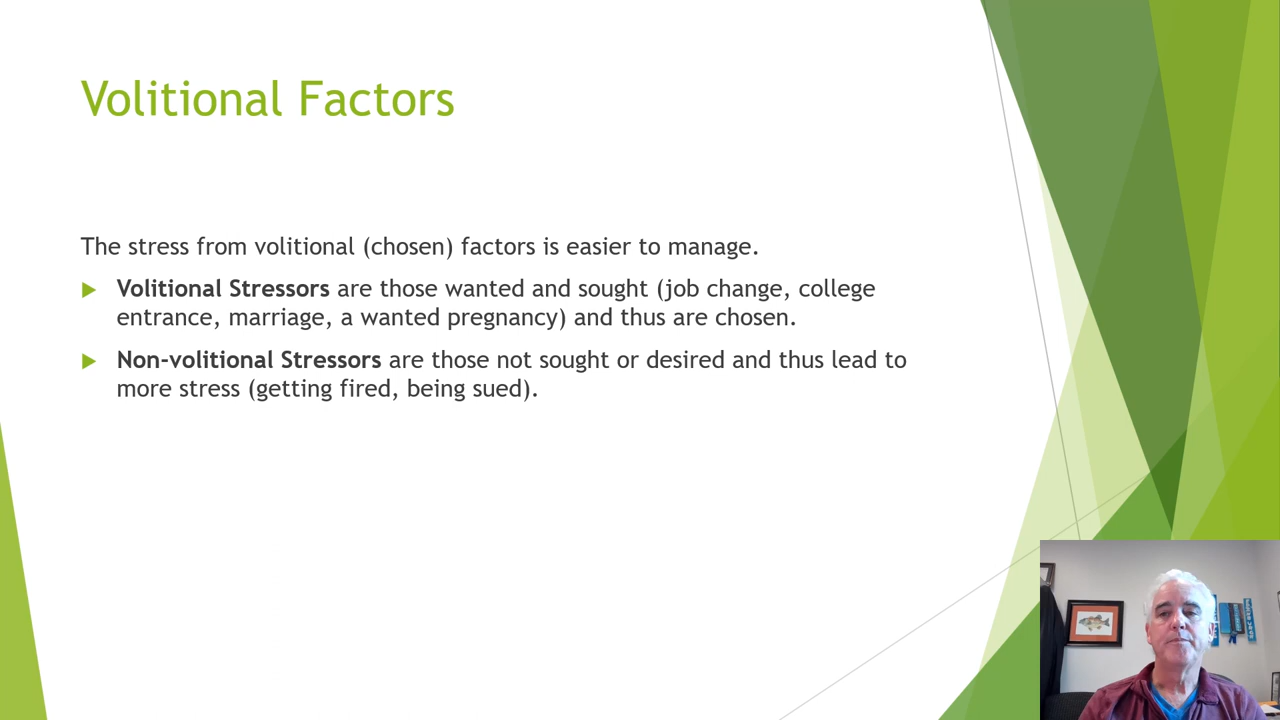 Volitional Factors
The stress from volitional (chosen) factors is easier to manage.
Volitional Stressors are those wanted and sought (job change, college
entrance, marriage, a wanted pregnancy) and thus are chosen.
Non-volitional Stressors are those not sought or desired and thus lead to
more stress (getting fired, being sued).